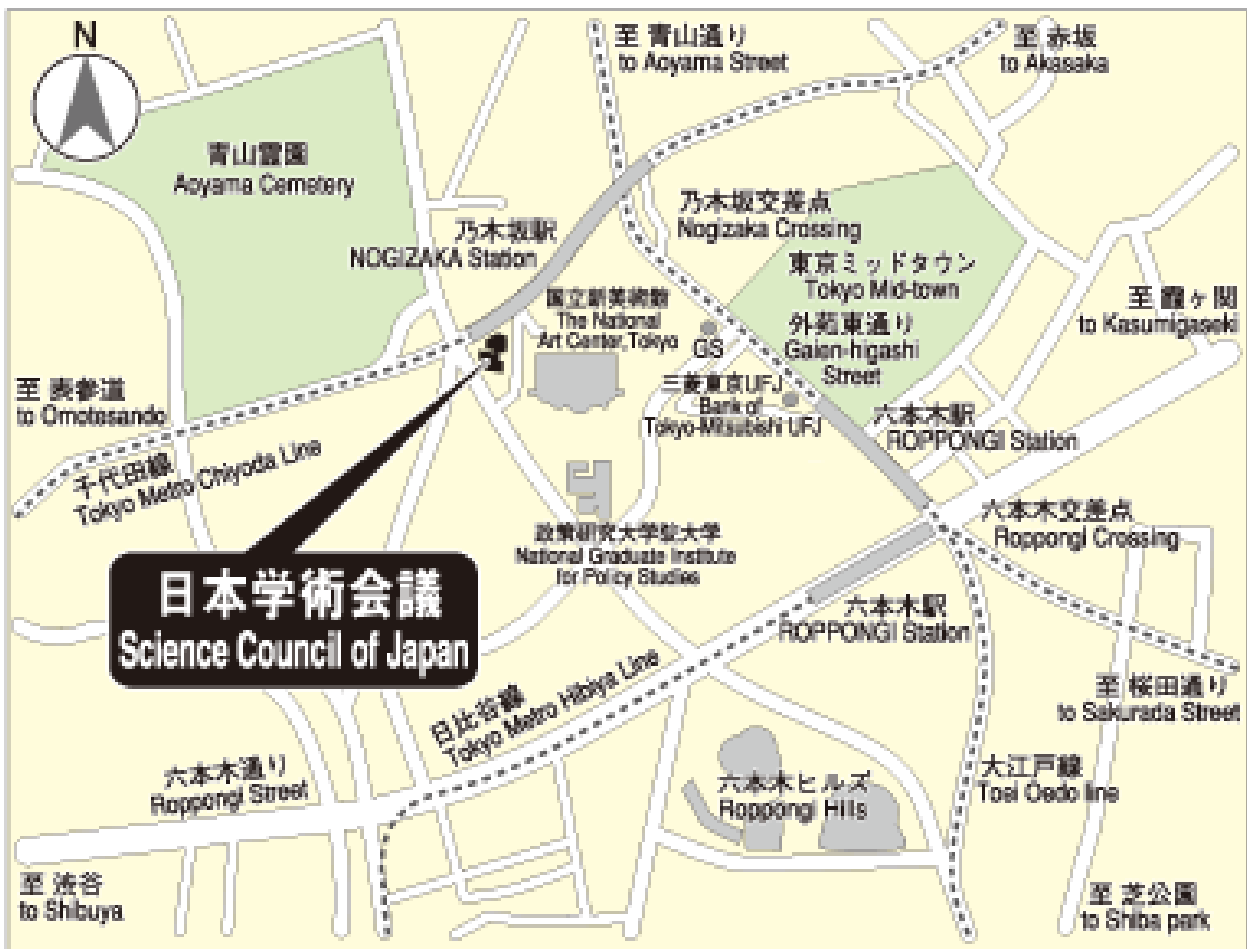 N
至 青山通り
to Aoyama Street
至 赤坂
to Akasaka
青山霊園
Aoyama Cemetery
乃木坂駅
NOGIZAKA Station
乃木坂交差点
Nogizaka Crossing
東京ミッドタウン
Tokyo Mid-town
国立新美術館
The National
Art Center,Tokyo
GS
外苑東通り
Gaien-higashi
Street
至 霞ヶ関
to Kasumigaseki
至 表参道
to Omotesando
三菱東京UFJ
Bank of
Tokyo-Mitsubishi UFJ
六本木駅
ROPPONGI Station
千代田線
Tokyo Metro Chiyoda Line
政策研究大学院大学
National Graduate Institute
for Policy Studies
六本木交差点
Roppongi Crossing
日本学術会議
Science Council of Japan
六本木駅
ROPPONGI Station
日比谷線
Tokyo Metro Hibiya Line
至 桜田通り
to Sakurada Street
六本木通り
Roppongi Street
六本木ヒルズ
Roppongi Hills
大江戸線
Toei Oedo line
至 渋谷
to Shibuya
至 芝公園
to Shiba park